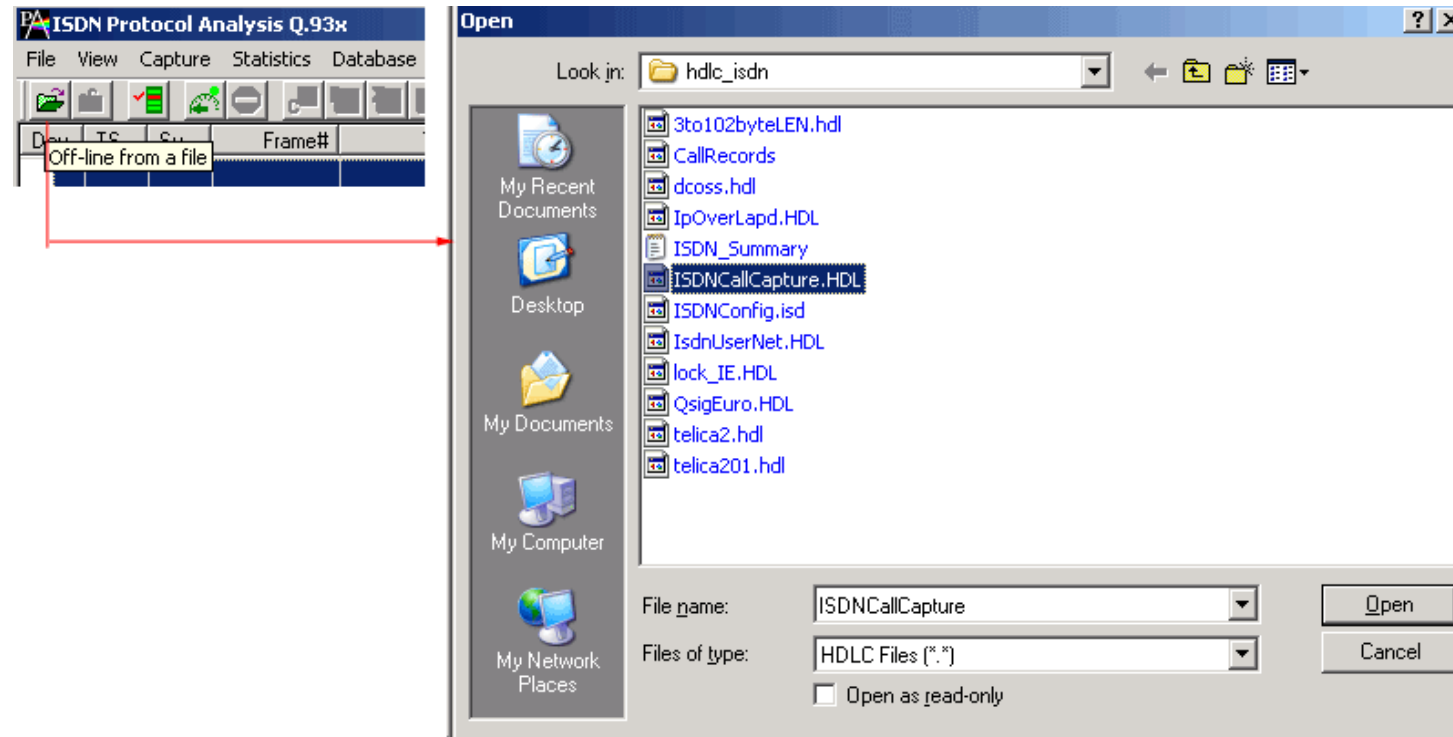 PA ISDN Protocol Analysis Q.93x
File View Capture Statistics Database
Frame#
Off-line from a file
Open
Look in: hdlc_isdn
My Recent Documents
Desktop
My Documents
My Computer
My Network Places
3to102byteLEN.hdl
CallRecords
dcoss.hdl
IpOverLapd.HDL
ISDN_Summary
ISDNCallCapture.HDL
ISDNConfig.isd
IsdnUserNet.HDL
lock_IE.HDL
QsigEuro.HDL
telica2.hdl
telica201.hdl
File name: ISDNCallCapture
Open
Files of type: HDLC Files (*.*)
Cancel
Open as read-only